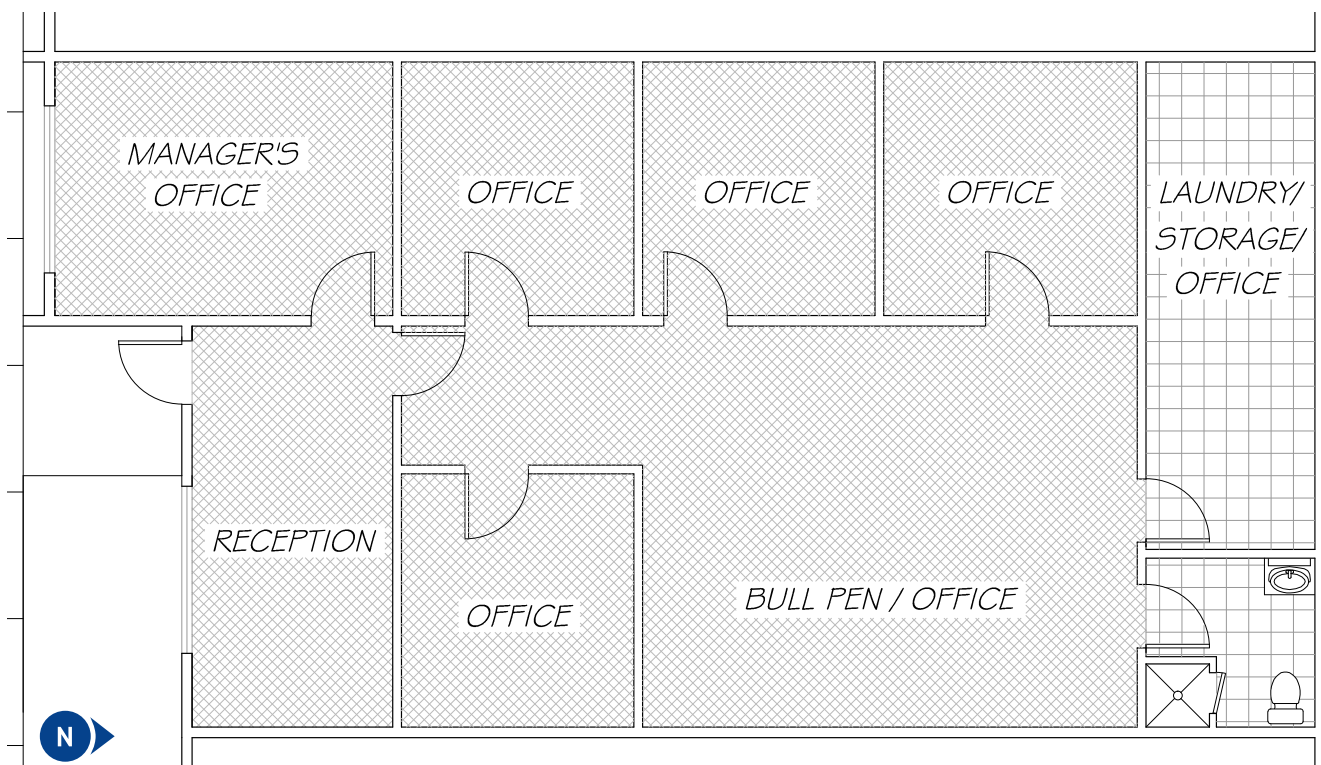 MANAGER'S
OFFICE
OFFICE
OFFICE
OFFICE
LAUNDRY/
STORAGE/
OFFICE
RECEPTION
OFFICE
BULL PEN / OFFICE
N